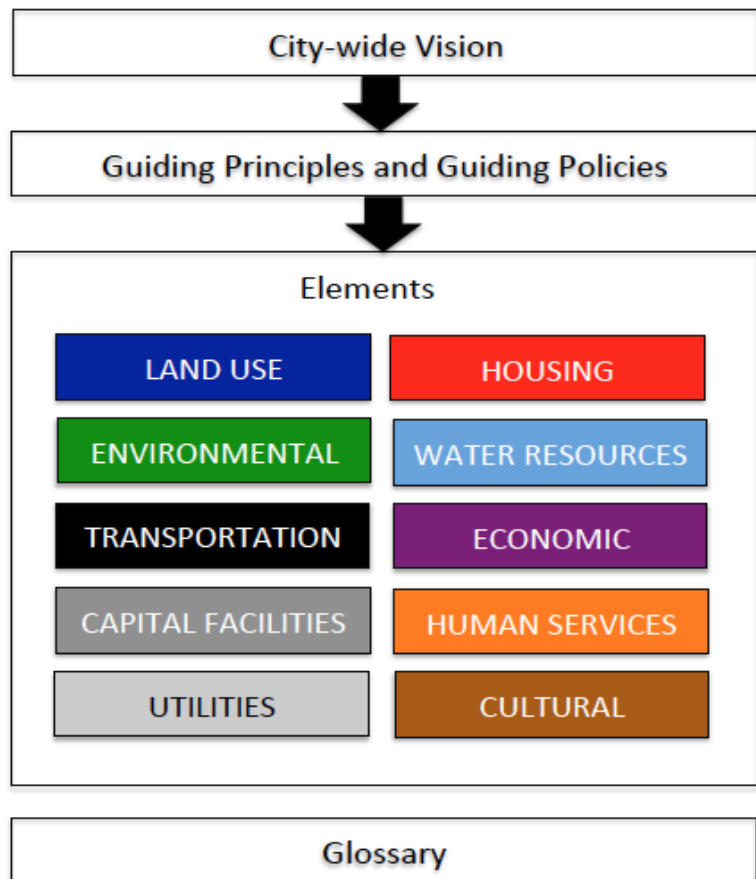 City-wide Vision
Guiding Principles and Guiding Policies
Elements
LAND USE
HOUSING
ENVIRONMENTAL
WATER RESOURCES
TRANSPORTATION
ECONOMIC
CAPITAL FACILITIES
HUMAN SERVICES
UTILITIES
CULTURAL
Glossary